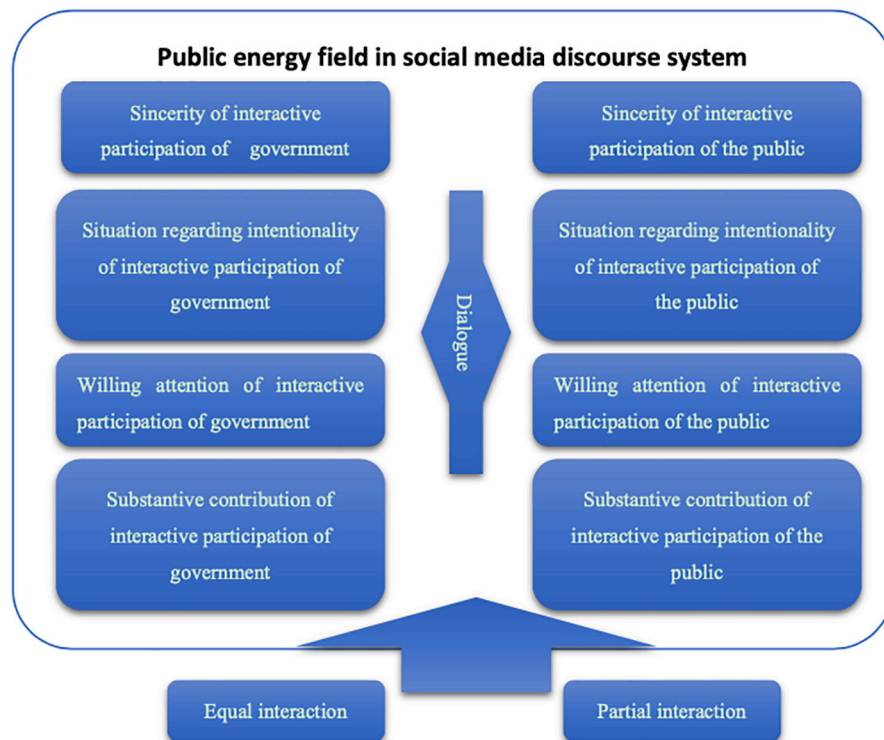 Public energy field in social media discourse system
Sincerity of interactive
participation of government
Sincerity of interactive
participation of the public
Situation regarding intentionality
of interactive participation of
government
Situation regarding intentionality
of interactive participation of
the public
Dialogue
Willing attention of interactive
participation of government
Willing attention of interactive
participation of the public
Substantive contribution of
interactive participation of
government
Substantive contribution of
interactive participation of the
public
Equal interaction
Partial interaction